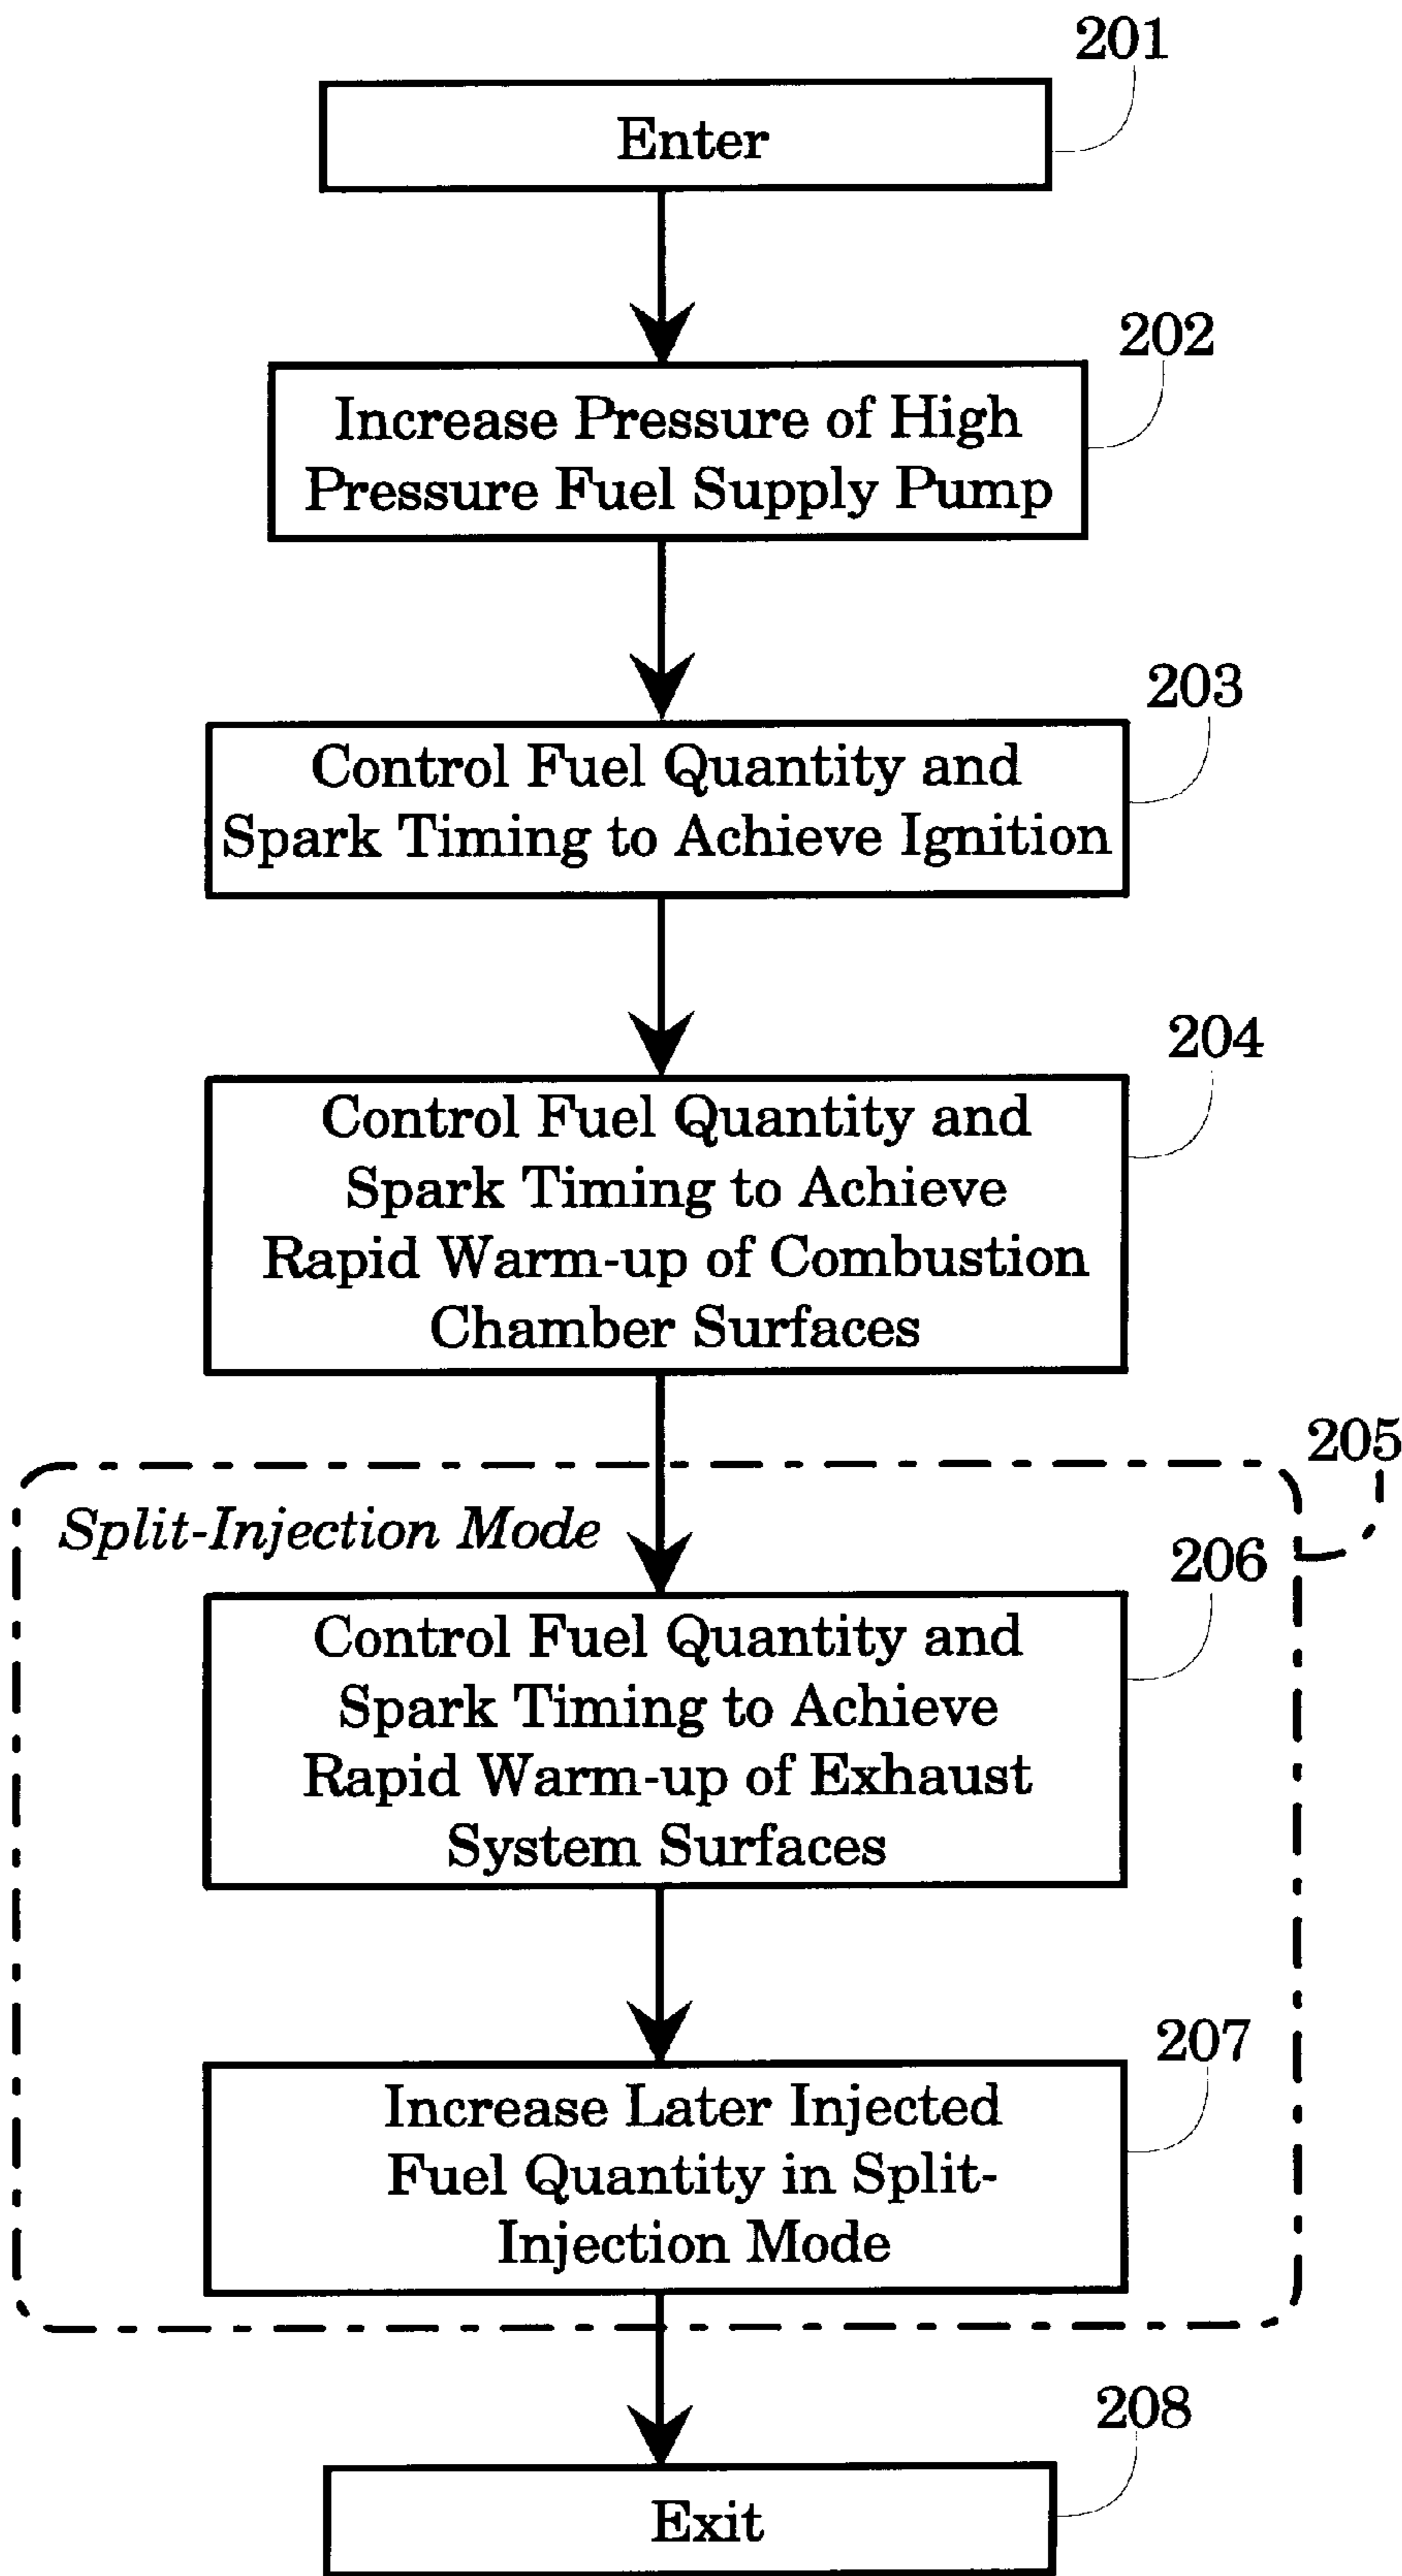 201
Enter
202
Increase Pressure of High
Pressure Fuel Supply Pump
203
Control Fuel Quantity and
Spark Timing to Achieve Ignition
204
Control Fuel Quantity and
Spark Timing to Achieve
Rapid Warm-up of Combustion
Chamber Surfaces
205
Split-Injection Mode
206
Control Fuel Quantity and
Spark Timing to Achieve
Rapid Warm-up of Exhaust
System Surfaces
207
Increase Later Injected
Fuel Quantity in Split-
Injection Mode
208
Exit